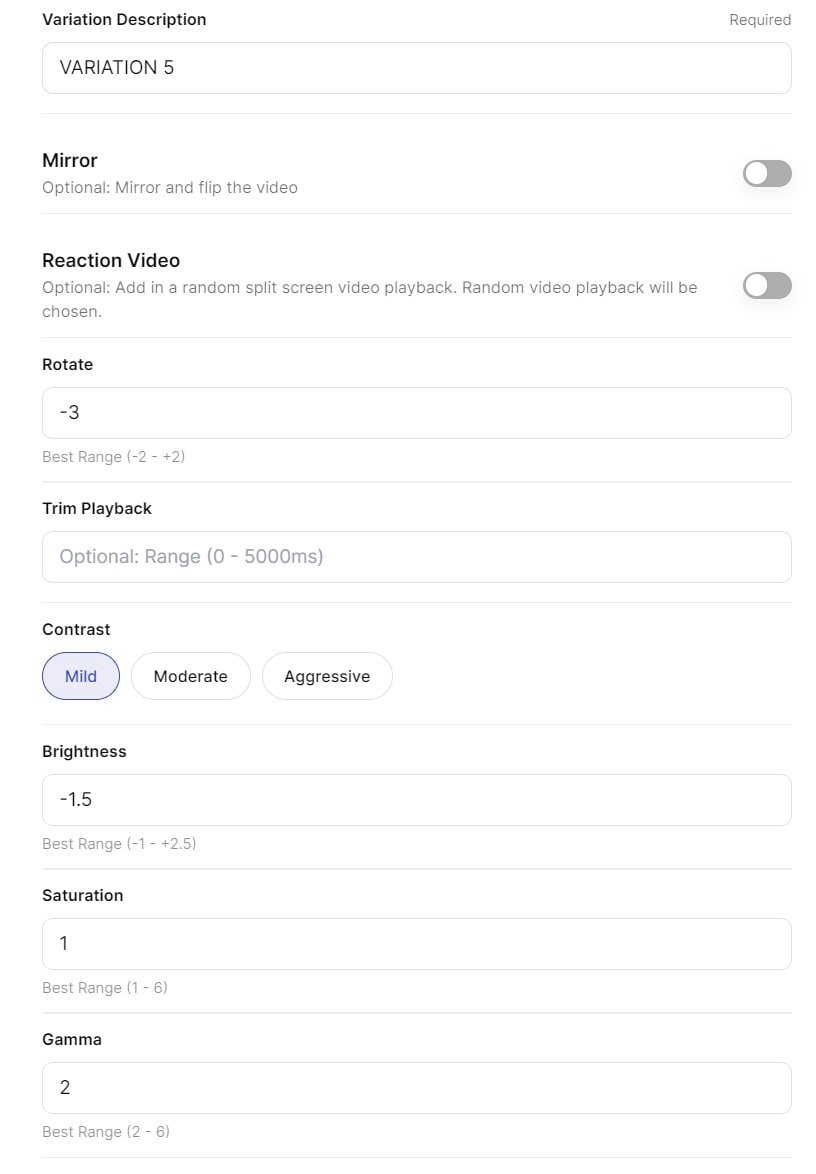 Variation Description Required
VARIATION 5
Mirror
Optional: Mirror and flip the video
Reaction Video
Optional: Add in a random split screen video playback. Random video playback will be
chosen.
Rotate
-3
Best Range (-2 - +2)
Trim Playback
Optional: Range (0 - 5000ms)
Contrast
Mild Moderate Aggressive
Brightness
-1.5
Best Range (-1 - +2.5)
Saturation
1
Best Range (1 - 6)
Gamma
2
Best Range (2 - 6)